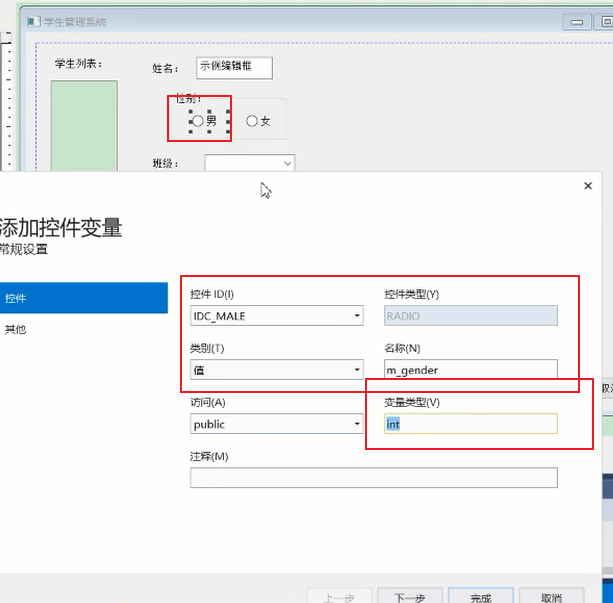 学生管理系统
学生列表：
姓名：
示例编辑框
性别：
男
女
班级：
添加控件变量
常规设置
控件
其他
控件 ID(I)
控件类型(Y)
IDC_MALE
RADIO
类别(T)
名称(N)
值
m_gender
访问(A)
变量类型(V)
public
int
注释(M)
上一步
下一步
完成
取消